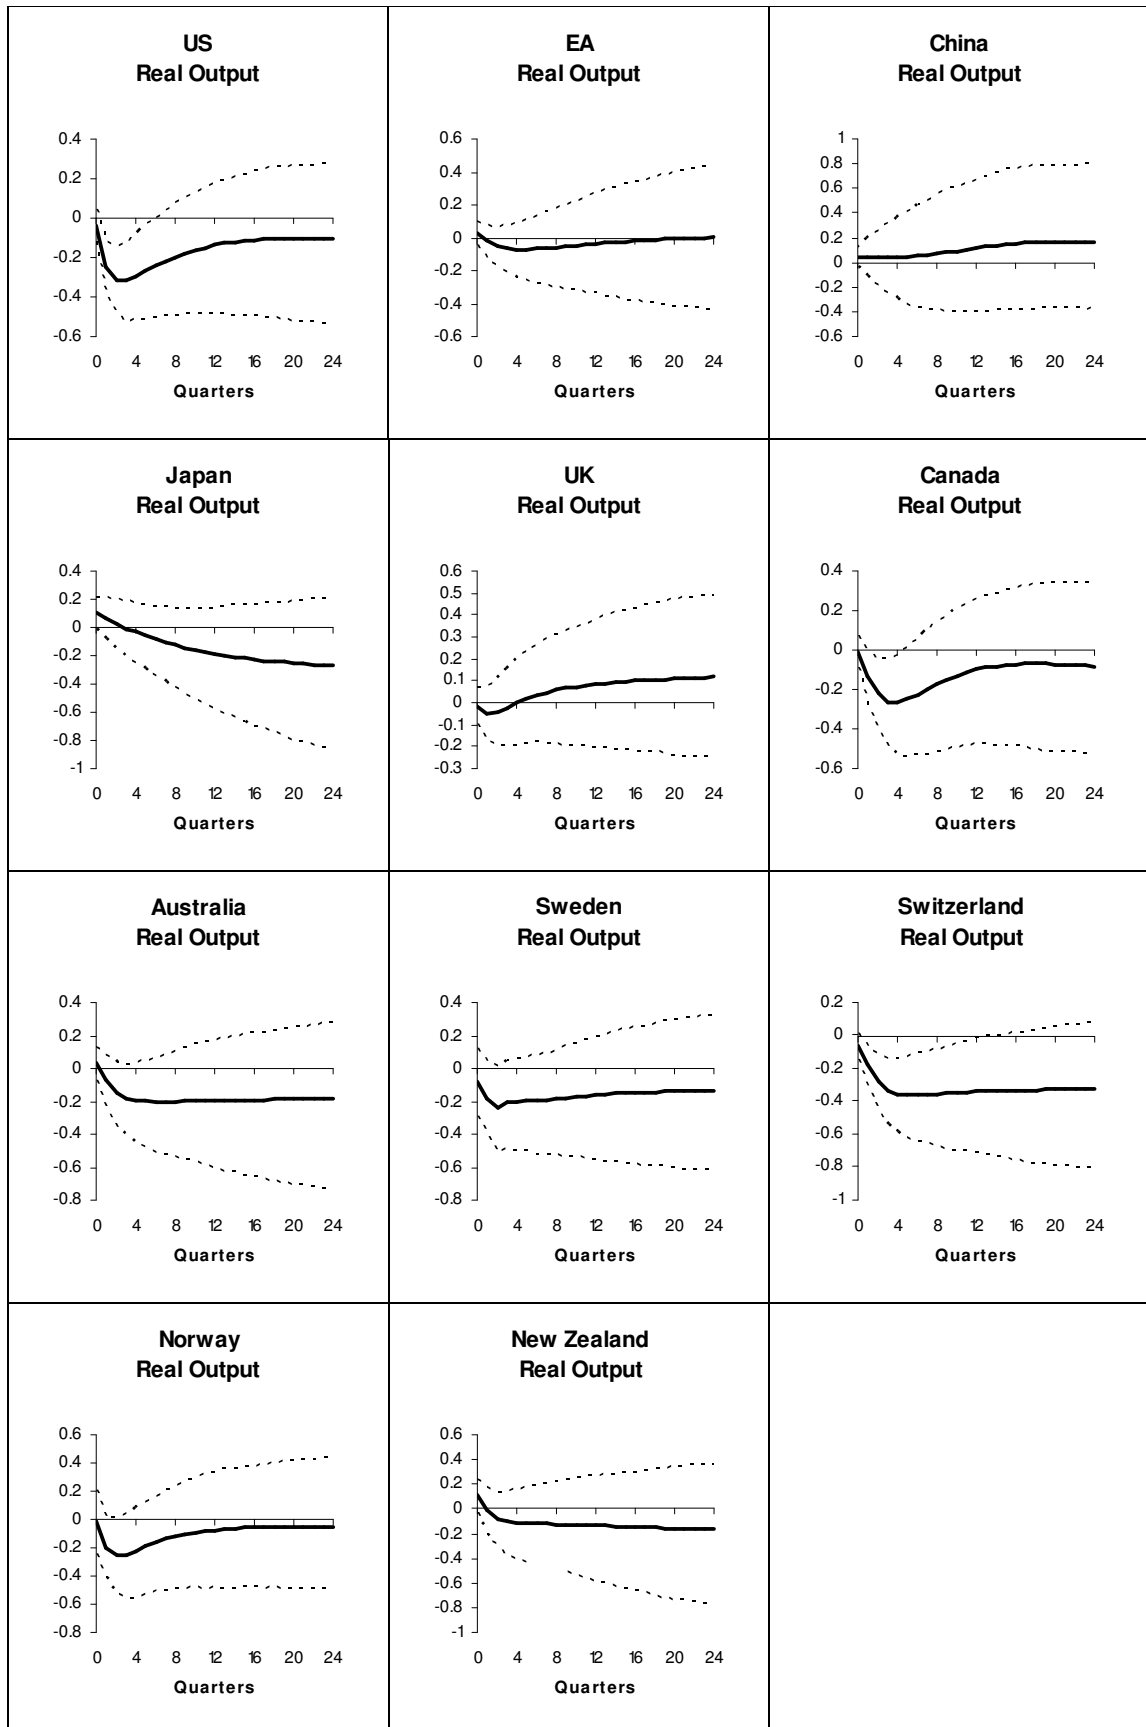 US
Real Output
0.4
0.2
0
-0.2
-0.4
-0.6
0 4 8 12 16 20 24
Quarters
EA
Real Output
0.6
0.4
0.2
0
-0.2
-0.4
-0.6
0 4 8 12 16 20 24
Quarters
China
Real Output
1
0.8
0.6
0.4
0.2
0
-0.2
-0.4
-0.6
0 4 8 12 16 20 24
Quarters
Japan
Real Output
0.4
0.2
0
-0.2
-0.4
-0.6
-0.8
-1
0 4 8 12 16 20 24
Quarters
UK
Real Output
0.6
0.5
0.4
0.3
0.2
0.1
0
-0.1
-0.2
-0.3
0 4 8 12 16 20 24
Quarters
Canada
Real Output
0.4
0.2
0
-0.2
-0.4
-0.6
0 4 8 12 16 20 24
Quarters
Australia
Real Output
0.4
0.2
0
-0.2
-0.4
-0.6
-0.8
0 4 8 12 16 20 24
Quarters
Sweden
Real Output
0.4
0.2
0
-0.2
-0.4
-0.6
-0.8
0 4 8 12 16 20 24
Quarters
Switzerland
Real Output
0.2
0
-0.2
-0.4
-0.6
-0.8
-1
0 4 8 12 16 20 24
Quarters
Norway
Real Output
0.6
0.4
0.2
0
-0.2
-0.4
-0.6
-0.8
0 4 8 12 16 20 24
Quarters
New Zealand
Real Output
0.6
0.4
0.2
0
-0.2
-0.4
-0.6
-0.8
-1
0 4 8 12 16 20 24
Quarters